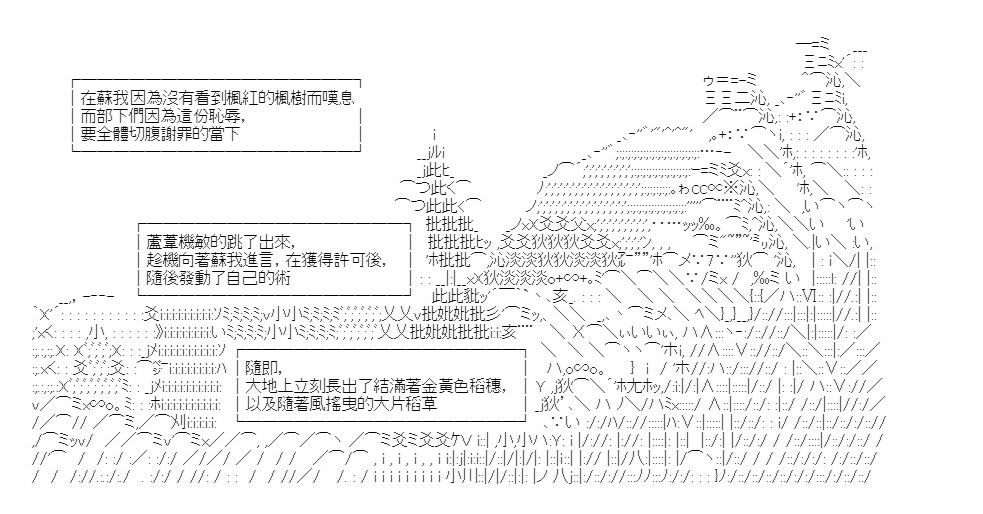 在蘇我因為沒有看到楓紅的楓樹而嘆息
而部下們因為這份恥辱，
要全體切腹謝罪的當下
蘆葦機敏的跳了出來，
趁機向著蘇我進言，在獲得許可後，
隨後發動了自己的術
隨即，
大地上立刻長出了結滿著金黃色稻穗，
以及隨著風搖曳的大片稻草